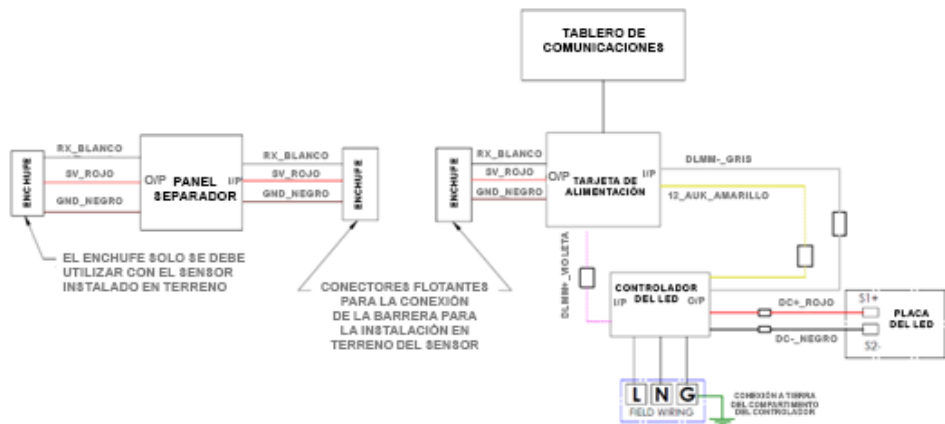 TABLERO DE
COMUNICACIONES
ENCHUFE
RX_BLANCO
SV_ROJO
GND_NEGRO
O/P
PANEL
SEPARADOR
I/P
RX_BLANCO
SV_ROJO
GND_NEGRO
ENCHUFE
ENCHUFE
RX_BLANCO
SV_ROJO
GND_NEGRO
O/P
I/P
TARJETA DE
ALIMENTACIÓN
DLMM-_GRIS
12_AUK_AMARILLO
EL ENCHUFE SOLO SE DEBE
UTILIZAR CON EL SENSOR
INSTALADO EN TERRENO
CONECTORES FLOTANTES
PARA LA CONEXIÓN
DE LA BARRERA PARA
LA INSTALACIÓN EN
TERRENO DEL SENSOR
DLMM+_VIOLETA
CONTROLADOR
DEL LED
I/P
O/P
DC+_ROJO
DC-_NEGRO
S1+
S2-
PLACA
DEL LED
L N G
FIELD WIRING
CONEXIÓN A TIERRA
DEL COMPARTIMENTO
DEL CONTROLADOR